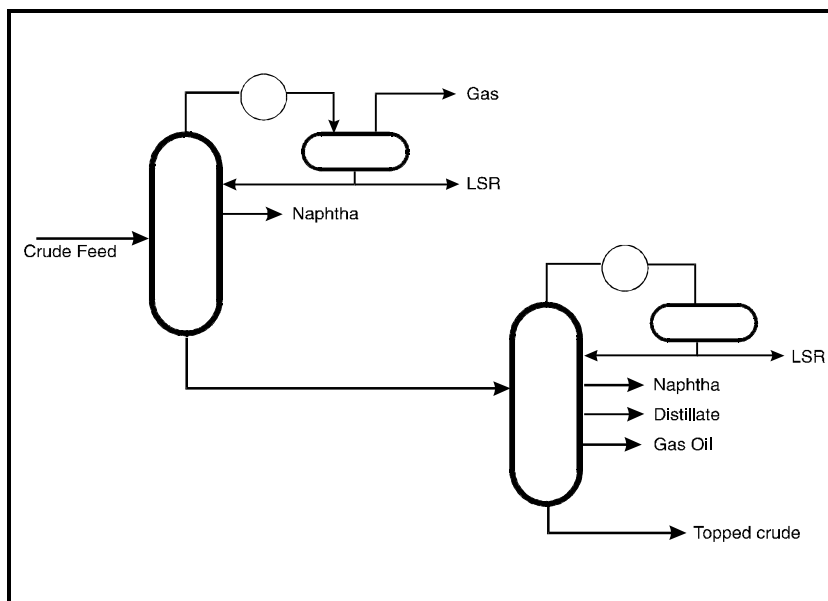 Gas
LSR
Naphtha
Crude Feed
LSR
Naphtha
Distillate
Gas Oil
Topped crude